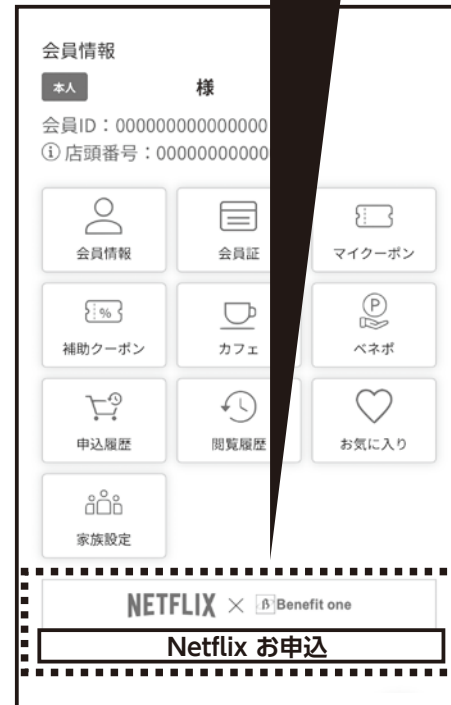 会員情報
本人 様
会員ID：000000000000000
ⓘ店頭番号：00000000000
会員情報 会員証 マイクーポン
%
補助クーポン カフェ
P
ベネポ
申込履歴 閲覧履歴 お気に入り
家族設定
NETFLIX × β Benefit one
Netflix お申込